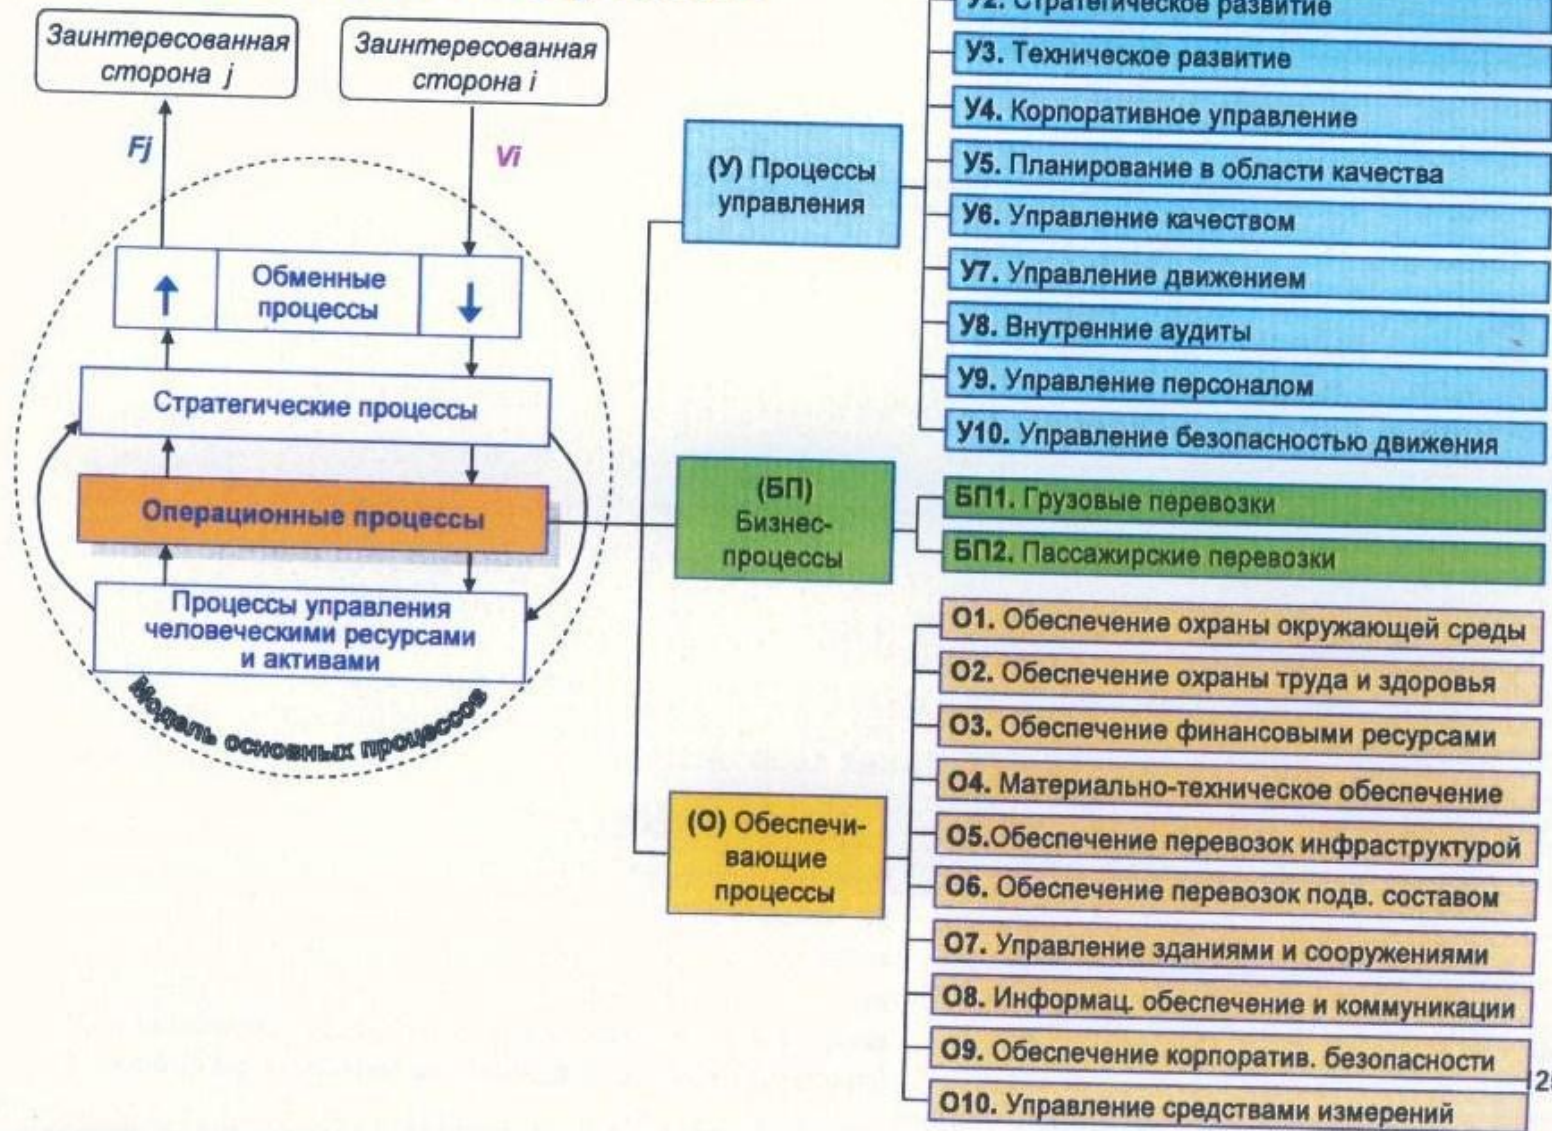 Заинтересованная
сторона j
Заинтересованная
сторона i
Fj
Vi
Обменные
процессы
Стратегические процессы
Операционные процессы
Процессы управления
человеческими ресурсами
и активами
Модель основных процессов
(У) Процессы
управления
У2. Стратегическое развитие
У3. Техническое развитие
У4. Корпоративное управление
У5. Планирование в области качества
У6. Управление качеством
У7. Управление движением
У8. Внутренние аудиты
У9. Управление персоналом
У10. Управление безопасностью движения
(БП)
Бизнес-
процессы
БП1. Грузовые перевозки
БП2. Пассажирские перевозки
(О) Обеспечи-
вающие
процессы
О1. Обеспечение охраны окружающей среды
О2. Обеспечение охраны труда и здоровья
О3. Обеспечение финансовыми ресурсами
О4. Материально-техническое обеспечение
О5.Обеспечение перевозок инфраструктурой
О6. Обеспечение перевозок подв. составом
О7. Управление зданиями и сооружениями
О8. Информац. обеспечение и коммуникации
О9. Обеспечение корпоратив. безопасности
О10. Управление средствами измерений